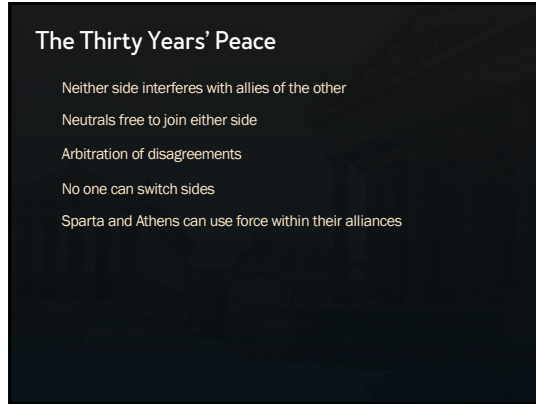 The Thirty Years’ Peace
Neither side interferes with allies of the other
Neutrals free to join either side
Arbitration of disagreements
No one can switch sides
Sparta and Athens can use force within their alliances